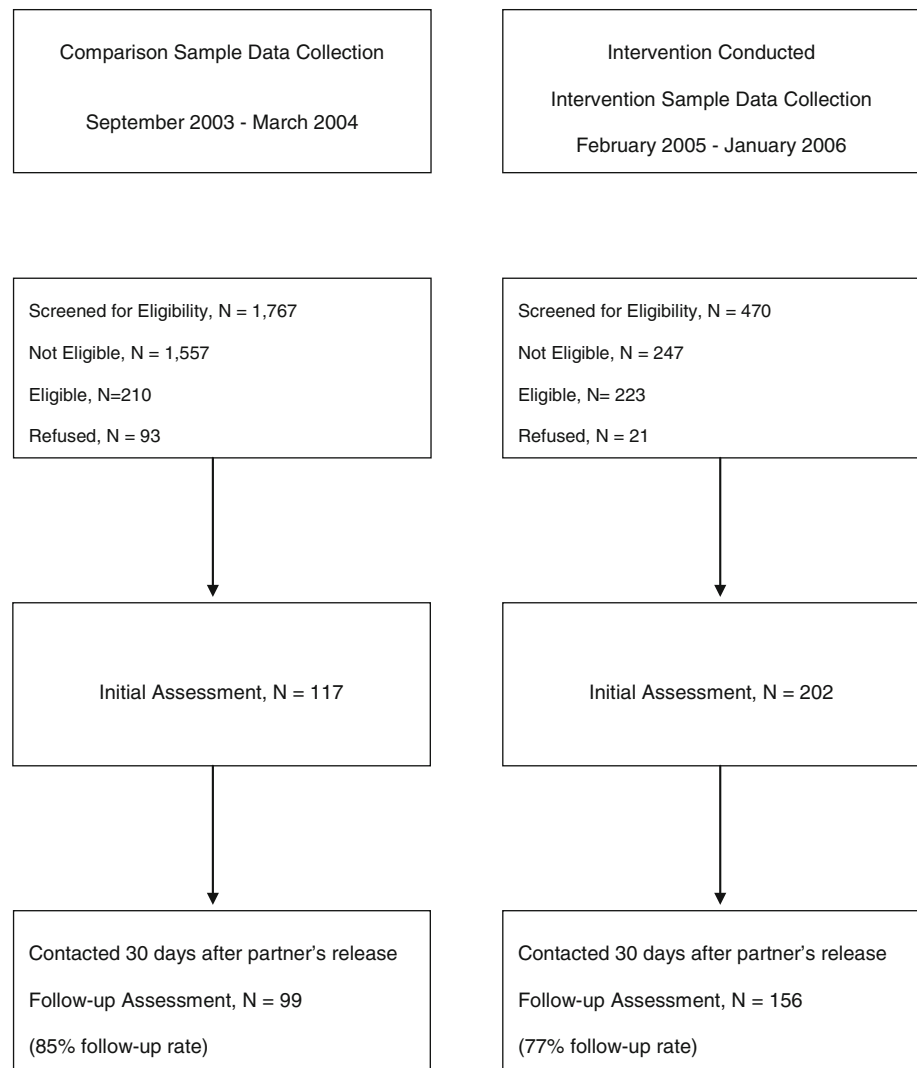 Comparison Sample Data Collection
September 2003 - March 2004
Intervention Conducted
Intervention Sample Data Collection
February 2005 - January 2006
Screened for Eligibility, N = 1,767
Not Eligible, N = 1,557
Eligible, N=210
Refused, N = 93
Screened for Eligibility, N = 470
Not Eligible, N = 247
Eligible, N= 223
Refused, N = 21
Initial Assessment, N = 117
Initial Assessment, N = 202
Contacted 30 days after partner's release
Follow-up Assessment, N = 99
(85% follow-up rate)
Contacted 30 days after partner's release
Follow-up Assessment, N = 156
(77% follow-up rate)